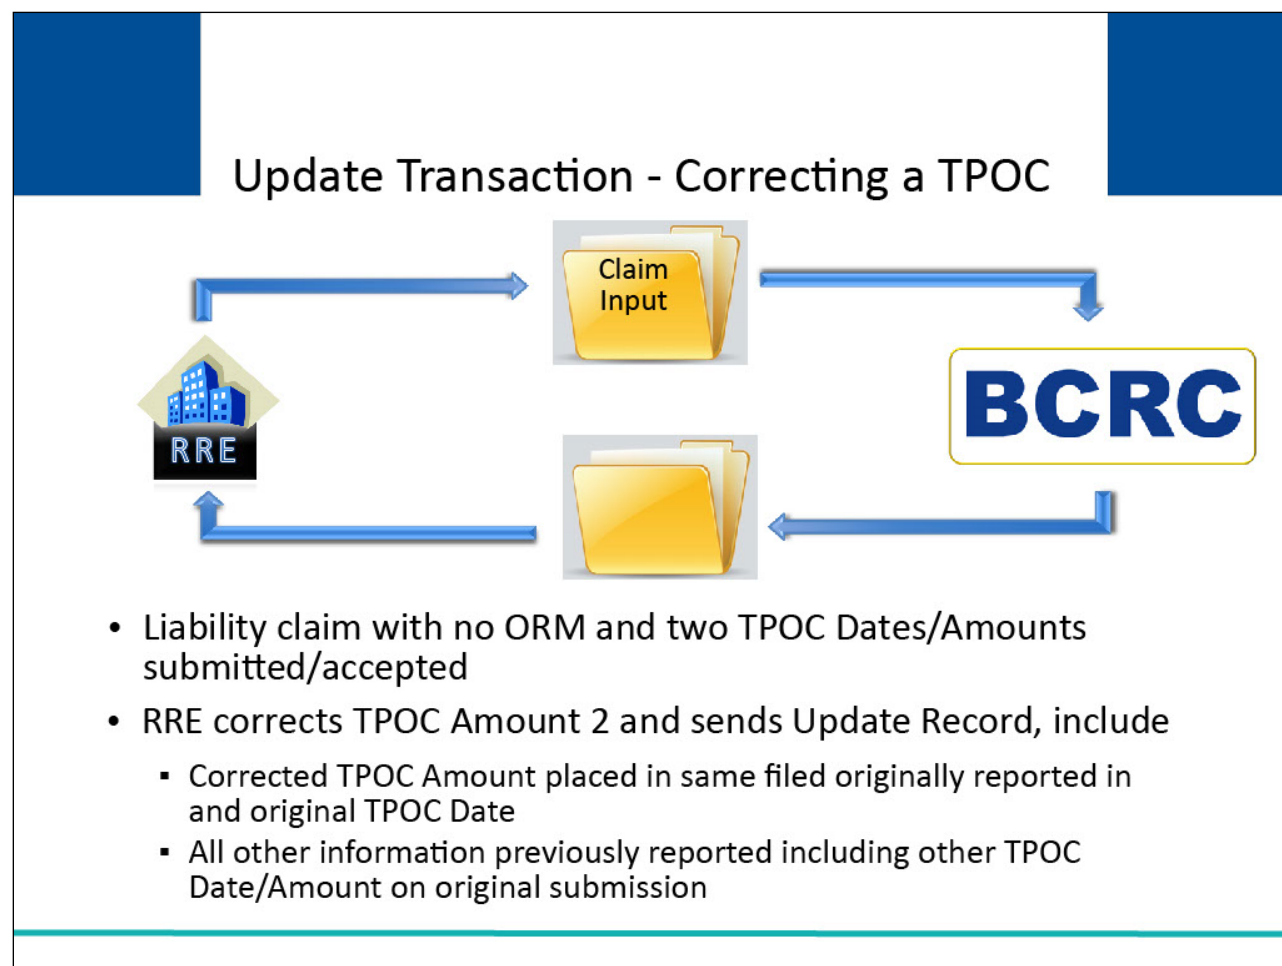 Update Transaction - Correcting a TPOC
Claim
Input
RRE
BCRC
• Liability claim with no ORM and two TPOC Dates/Amounts
submitted/accepted
• RRE corrects TPOC Amount 2 and sends Update Record, include
▪ Corrected TPOC Amount placed in same filed originally reported in
and original TPOC Date
▪ All other information previously reported including other TPOC
Date/Amount on original submission